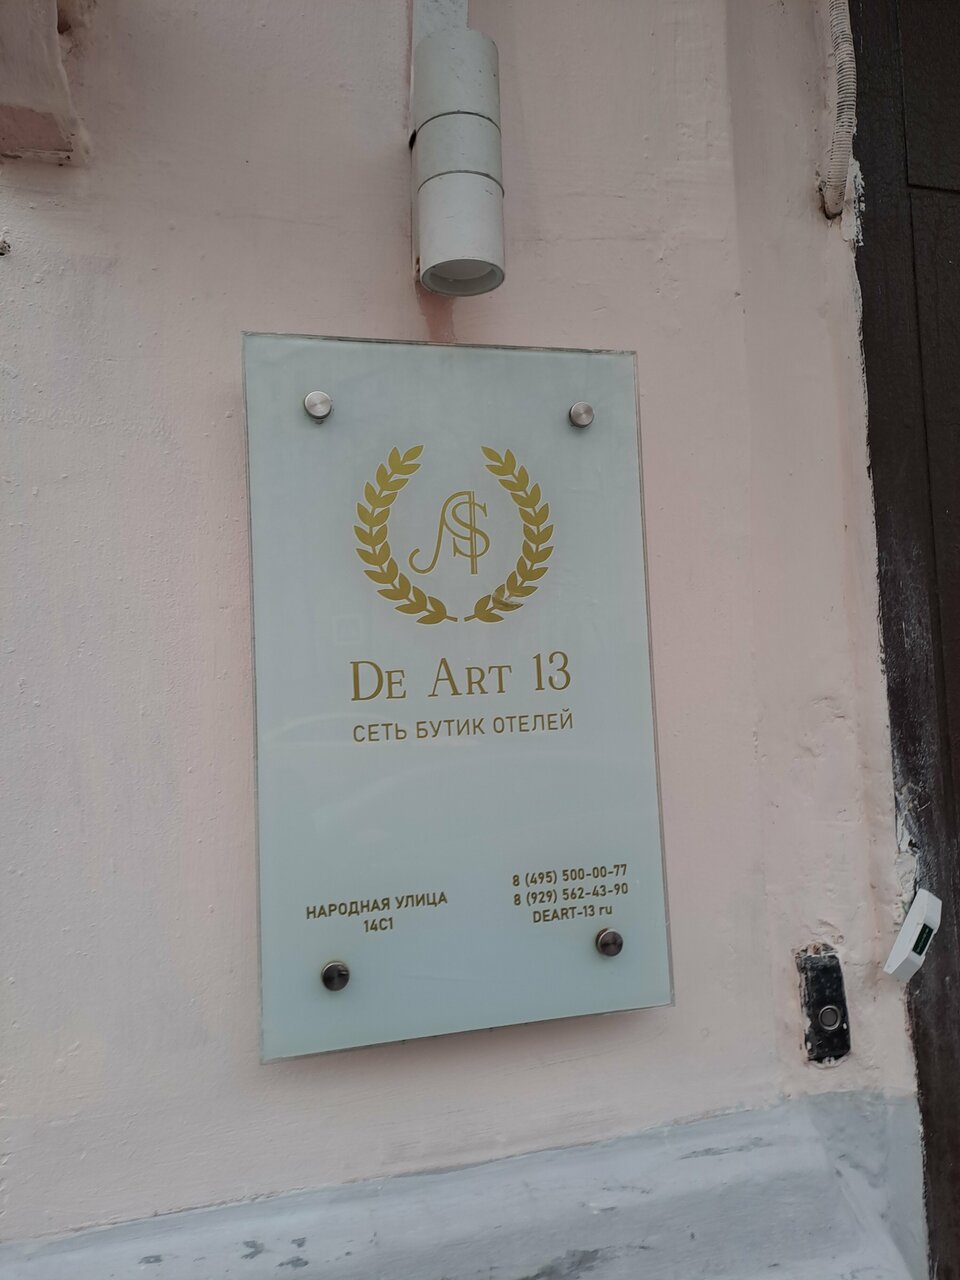 De Art 13
СЕТЬ БУТИК ОТЕЛЕЙ
НАРОДНАЯ УЛИЦА
14С1
8 (495) 500-00-77
8 (929) 562-43-90
DEART-13 ru